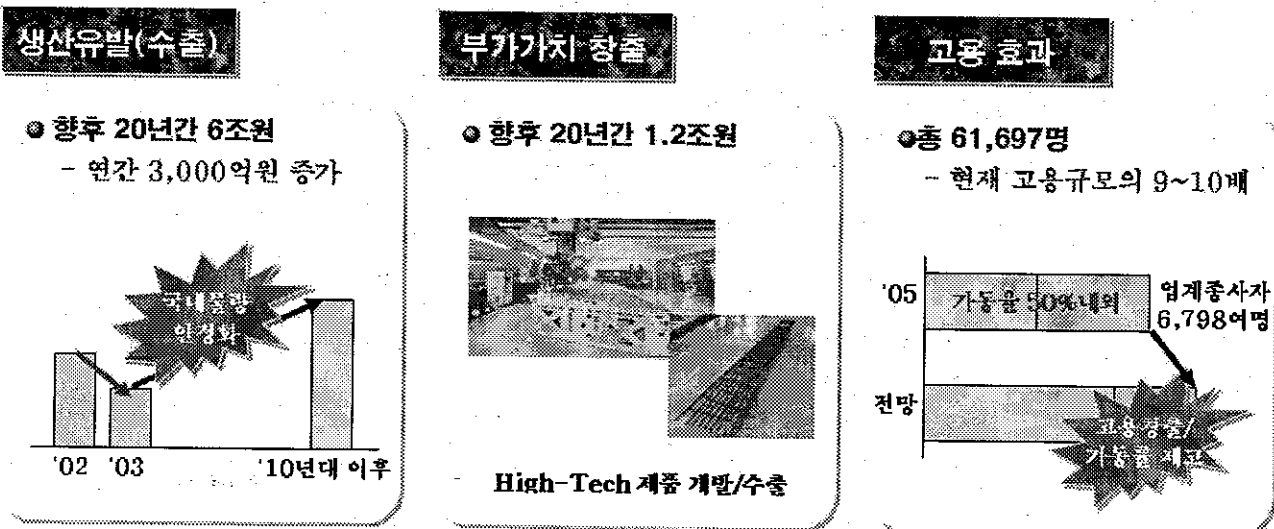 생산유발(수출)
● 향후 20년간 6조원
- 연간 3,000억원 증가
국내물량
안정화
'02 '03 '10년대 이후
부가가치 창출
● 향후 20년간 1.2조원
High-Tech 제품 개발/수출
고용 효과
●총 61,697명
- 현재 고용규모의 9~10배
'05
가동율 50%내외
업계종사자
6,798여명
전망
고용창출/
가동률 제고